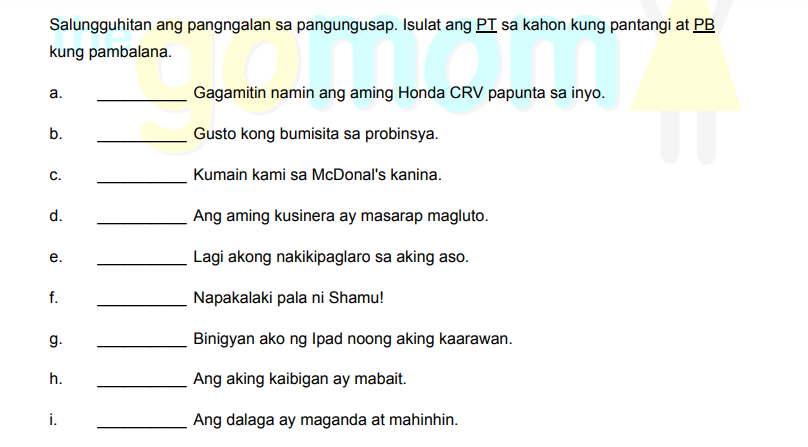 Salungguhitan ang pangngalan sa pangungusap. Isulat ang PT sa kahon kung pantangi at PB
kung pambalana.
a. __________ Gagamitin namin ang aming Honda CRV papunta sa inyo.
b. __________ Gusto kong bumisita sa probinsya.
c. __________ Kumain kami sa McDonal's kanina.
d. __________ Ang aming kusinera ay masarap magluto.
e. __________ Lagi akong nakikipaglaro sa aking aso.
f. __________ Napakalaki pala ni Shamu!
g. __________ Binigyan ako ng Ipad noong aking kaarawan.
h. __________ Ang aking kaibigan ay mabait.
i. __________ Ang dalaga ay maganda at mahinhin.
the
gomom